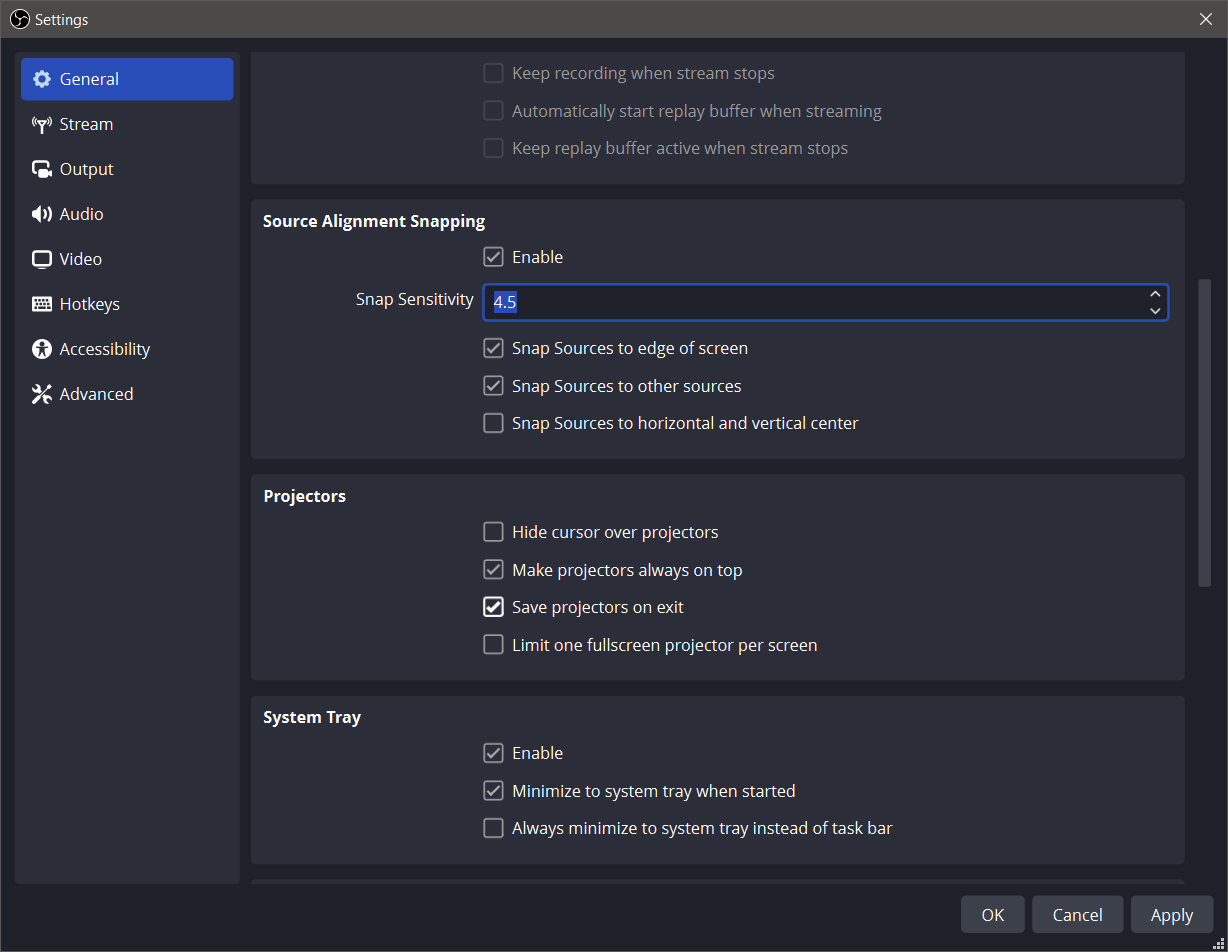 Settings
General
Stream
Output
Audio
Video
Hotkeys
Accessibility
Advanced
Keep recording when stream stops
Automatically start replay buffer when streaming
Keep replay buffer active when stream stops
Source Alignment Snapping
Enable
Snap Sensitivity 4.5
Snap Sources to edge of screen
Snap Sources to other sources
Snap Sources to horizontal and vertical center
Projectors
Hide cursor over projectors
Make projectors always on top
Save projectors on exit
Limit one fullscreen projector per screen
System Tray
Enable
Minimize to system tray when started
Always minimize to system tray instead of task bar
OK Cancel Apply